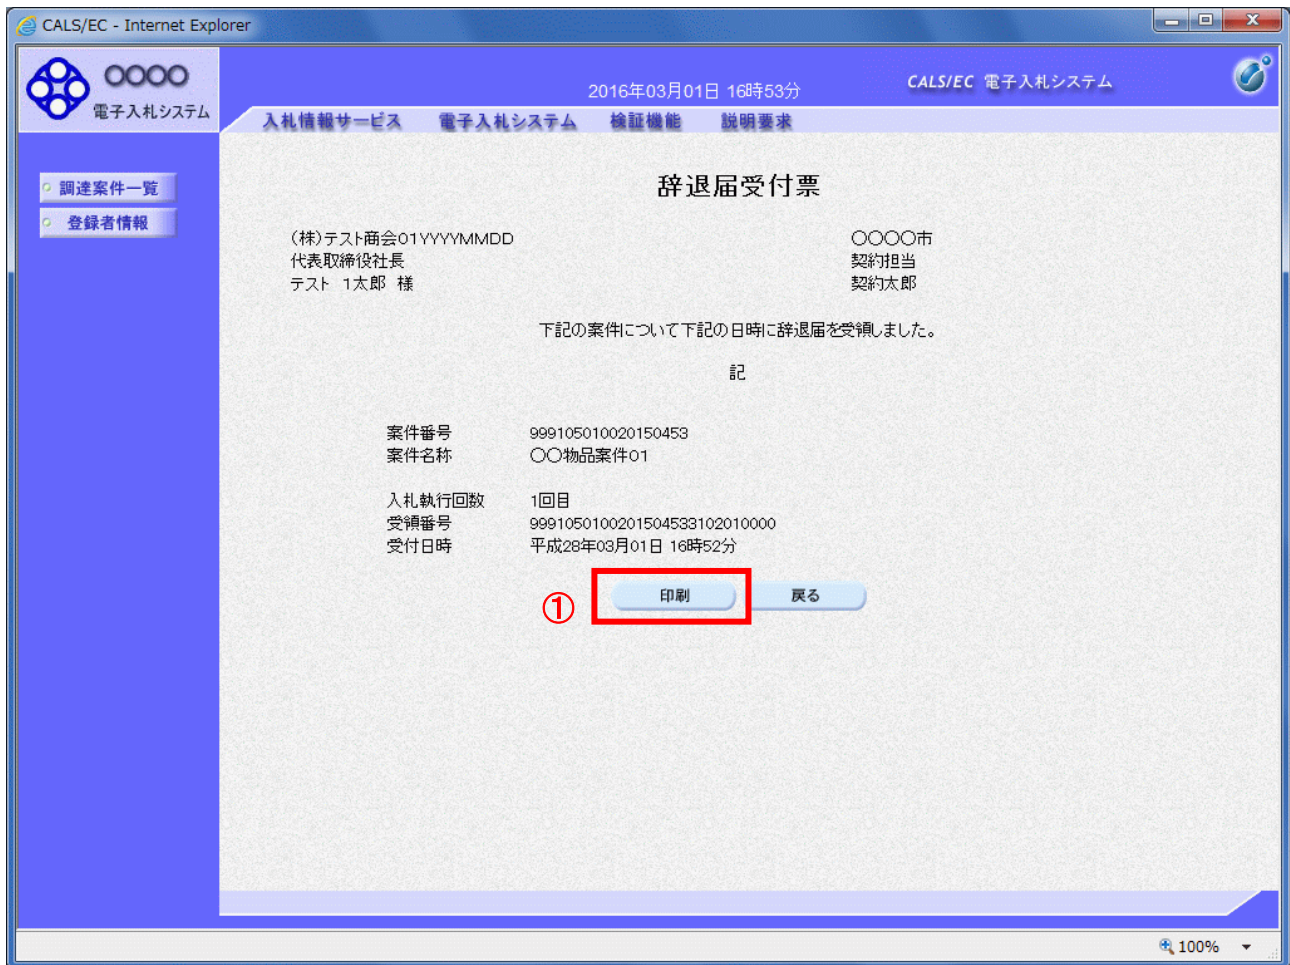 CALS/EC - Internet Explorer
〇〇〇〇
電子入札システム
2016年03月01日 16時53分
CALS/EC 電子入札システム
入札情報サービス 電子入札システム 検証機能 説明要求
調達案件一覧
登録者情報
辞退届受付票
(株)テスト商会01YYYYMMDD
代表取締役社長
テスト 1太郎 様
〇〇〇〇市
契約担当
契約太郎
下記の案件について下記の日時に辞退届を受領しました。
記
案件番号 999105010020150453
案件名称 〇〇物品案件01
入札執行回数 1回目
受領番号 9991050100201504533102010000
受付日時 平成28年03月01日 16時52分
① 印刷 戻る
100%